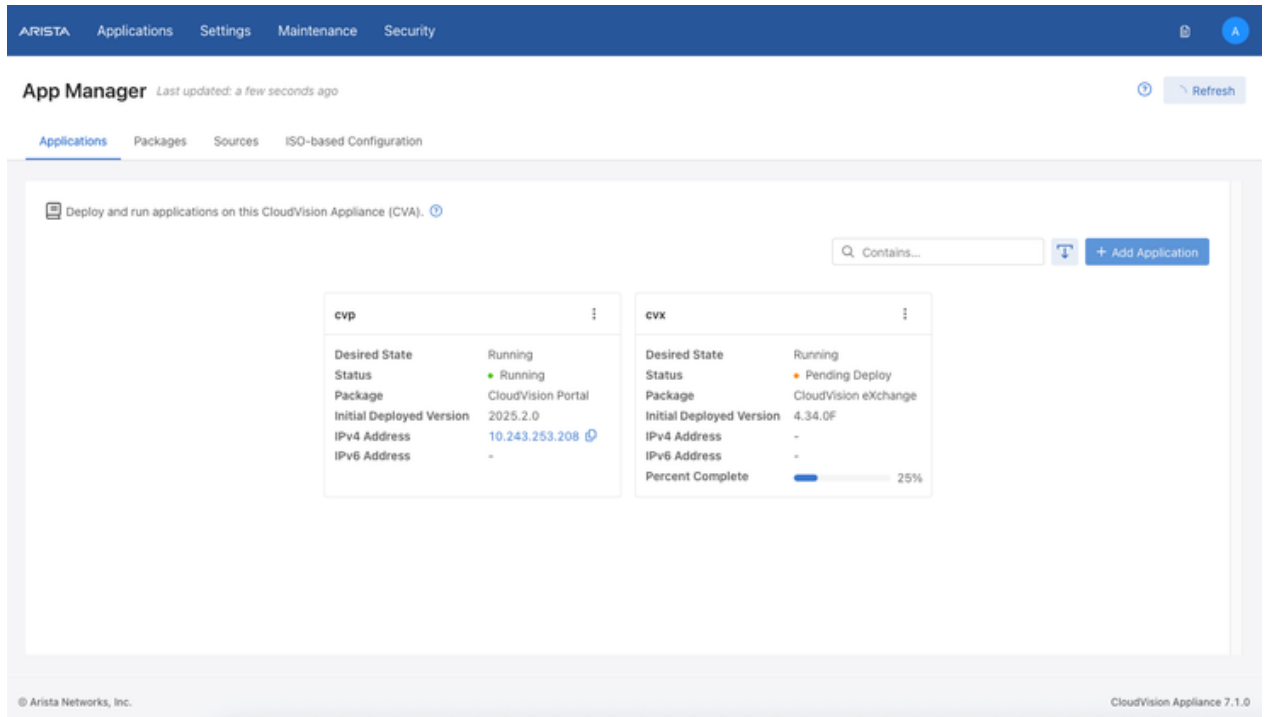 ARISTA Applications Settings Maintenance Security A
App Manager Last updated: a few seconds ago Refresh
Applications Packages Sources ISO-based Configuration
Deploy and run applications on this CloudVision Appliance (CVA).
Contains... + Add Application
cvp
Desired State Running
Status Running
Package CloudVision Portal
Initial Deployed Version 2025.2.0
IPv4 Address 10.243.253.208
IPv6 Address -
cvx
Desired State Running
Status Pending Deploy
Package CloudVision eXchange
Initial Deployed Version 4.34.0F
IPv4 Address -
IPv6 Address -
Percent Complete 25%
© Arista Networks, Inc. CloudVision Appliance 7.1.0